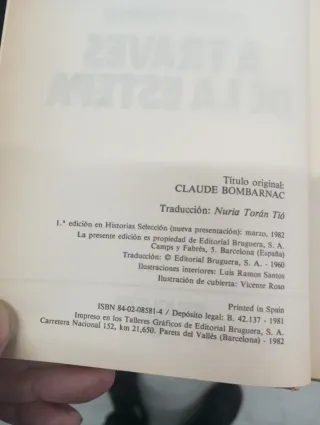 A TRAVES
DE LA ESTEPA
Título original:
CLAUDE BOMBARNAC
Traducción: Nuria Torán Tió
1.ª edición en Historias Selección (nueva presentación): marzo, 1982
La presente edición es propiedad de Editorial Bruguera, S. A.
Camps y Fabrés, 5. Barcelona (España)
Traducción: © Editorial Bruguera, S. A. - 1960
Ilustraciones interiores: Luis Ramos Santos
Ilustración de cubierta: Vicente Roso
Printed in Spain
ISBN 84-02-08581-4 / Depósito legal: B. 42.137 - 1981
Impreso en los Talleres Gráficos de Editorial Bruguera, S. A.
Carretera Nacional 152, km 21,650. Parets del Vallès (Barcelona) - 1982